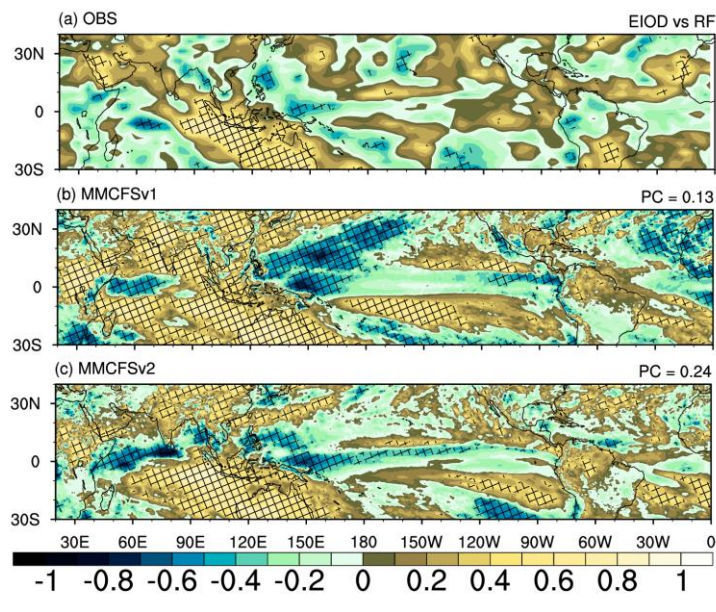 (a) OBS EIOD vs RF
30N
0
30S
(b) MMCFSv1 PC = 0.13
30N
0
30S
(c) MMCFSv2 PC = 0.24
30N
0
30S
30E 60E 90E 120E 150E 180 150W 120W 90W 60W 30W 0
-1 -0.8 -0.6 -0.4 -0.2 0 0.2 0.4 0.6 0.8 1